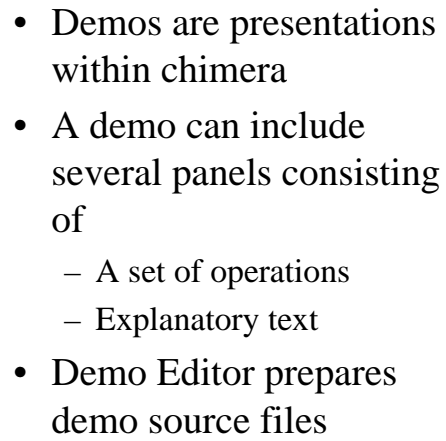 • Demos are presentations
within chimera
• A demo can include
several panels consisting
of
– A set of operations
– Explanatory text
• Demo Editor prepares
demo source files